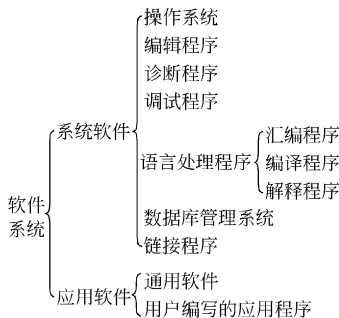 操作系统
编辑程序
诊断程序
调试程序
系统软件
语言处理程序
汇编程序
编译程序
解释程序
软件
系统
数据库管理系统
链接程序
应用软件
通用软件
用户编写的应用程序